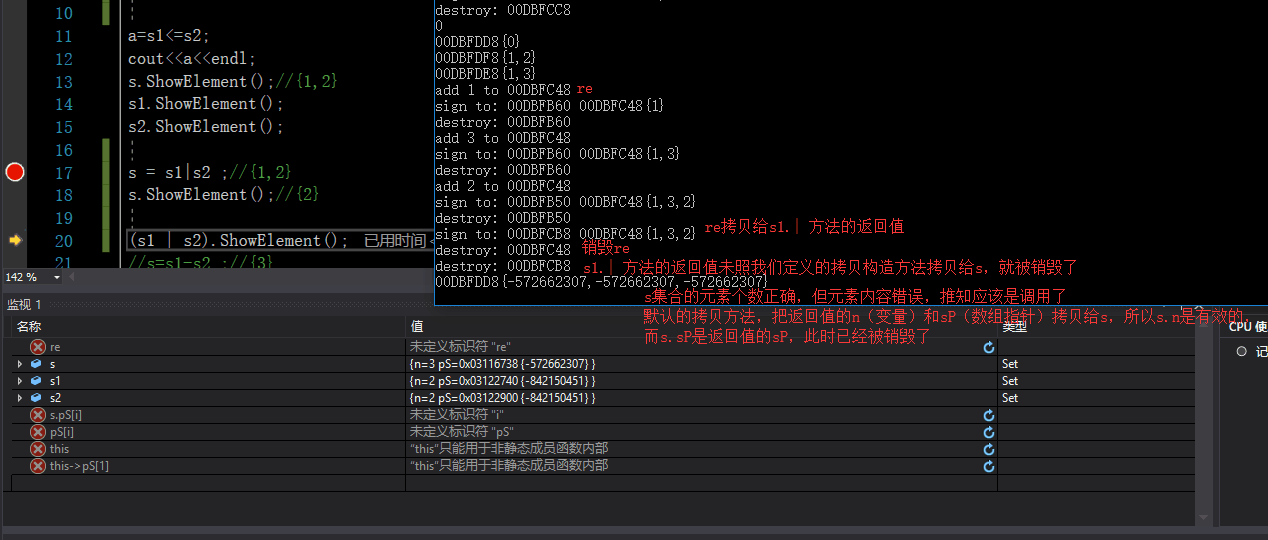 10
11 a=s1<=s2;
12 cout<<a<<endl;
13 s.ShowElement();//{1,2}
14 s1.ShowElement();
15 s2.ShowElement();
16
17 s = s1|s2 ;//{1,2}
18 s.ShowElement();//{2}
19
20 (s1 | s2).ShowElement(); 已用时间 <
21 //s=s1-s2 ;//{3}
142 %
destroy: 00DBFCC8
0
00DBFDD8{0}
00DBFDF8{1,2}
00DBFDE8{1,3}
add 1 to 00DBFC48 re
sign to: 00DBFB60 00DBFC48{1}
destroy: 00DBFB60
add 3 to 00DBFC48
sign to: 00DBFB60 00DBFC48{1,3}
destroy: 00DBFB60
add 2 to 00DBFC48
sign to: 00DBFB50 00DBFC48{1,3,2}
destroy: 00DBFB50
sign to: 00DBFCB8 00DBFC48{1,3,2} re拷贝给s1.| 方法的返回值
destroy: 00DBFC48 销毁re
destroy: 00DBFCB8 s1.| 方法的返回值未照我们定义的拷贝构造方法拷贝给s，就被销毁了
00DBFDD8{-572662307,-572662307,-572662307}
s集合的元素个数正确，但元素内容错误，推知应该是调用了
默认的拷贝方法，把返回值的n（变量）和sP（数组指针）拷贝给s，所以s.n是有效的，
而s.sP是返回值的sP，此时已经被销毁了
监视 1
名称 值 类型
re 未定义标识符 "re"
s {n=3 pS=0x03116738 {-572662307} } Set
s1 {n=2 pS=0x03122740 {-842150451} } Set
s2 {n=2 pS=0x03122900 {-842150451} } Set
s.pS[i] 未定义标识符 "i"
pS[i] 未定义标识符 "pS"
this "this"只能用于非静态成员函数内部
this->pS[1] "this"只能用于非静态成员函数内部
CPU 使
记